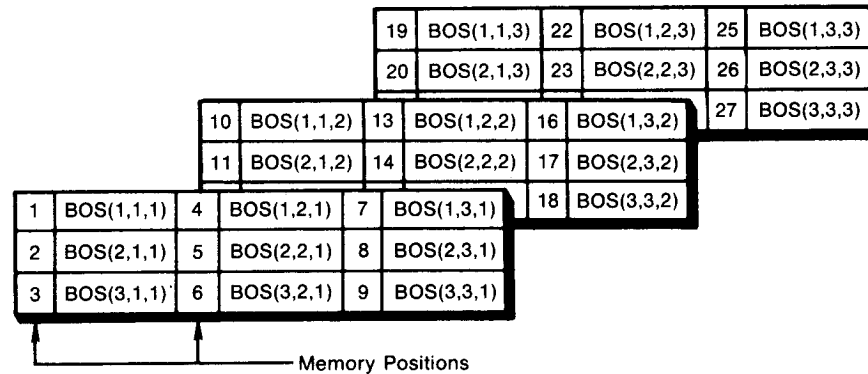 19 BOS(1,1,3) 22 BOS(1,2,3) 25 BOS(1,3,3)
20 BOS(2,1,3) 23 BOS(2,2,3) 26 BOS(2,3,3)
27 BOS(3,3,3)
10 BOS(1,1,2) 13 BOS(1,2,2) 16 BOS(1,3,2)
11 BOS(2,1,2) 14 BOS(2,2,2) 17 BOS(2,3,2)
18 BOS(3,3,2)
1 BOS(1,1,1) 4 BOS(1,2,1) 7 BOS(1,3,1)
2 BOS(2,1,1) 5 BOS(2,2,1) 8 BOS(2,3,1)
3 BOS(3,1,1) 6 BOS(3,2,1) 9 BOS(3,3,1)
Memory Positions